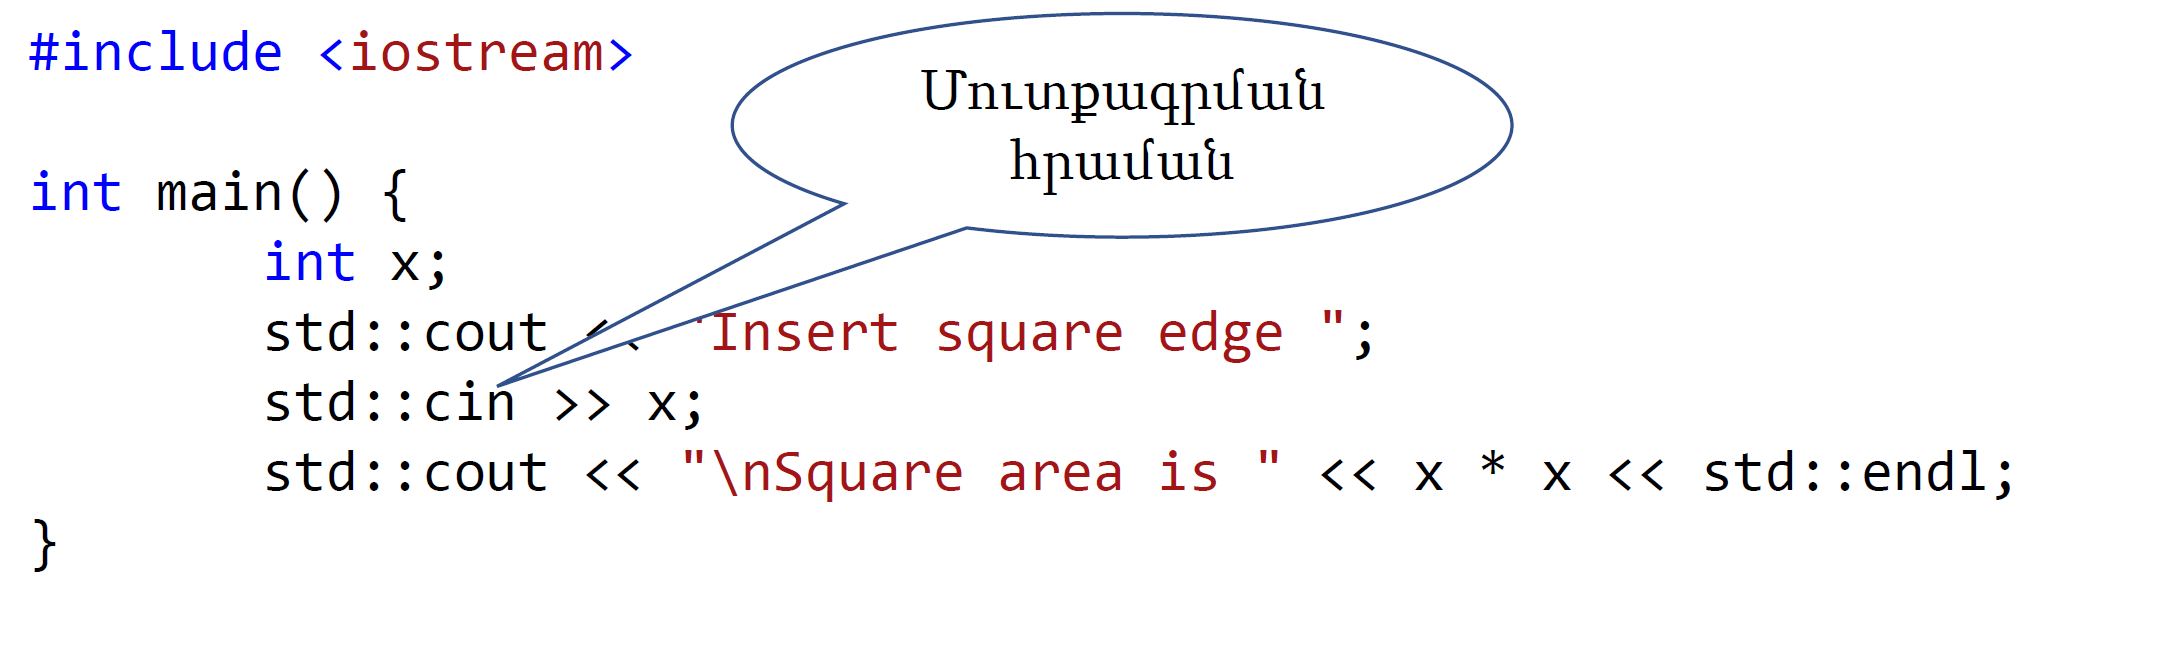 #include <iostream>
Մուտքագրման
հրաման
int main() {
int x;
std::cout << "Insert square edge ";
std::cin >> x;
std::cout << "\nSquare area is " << x * x << std::endl;
}